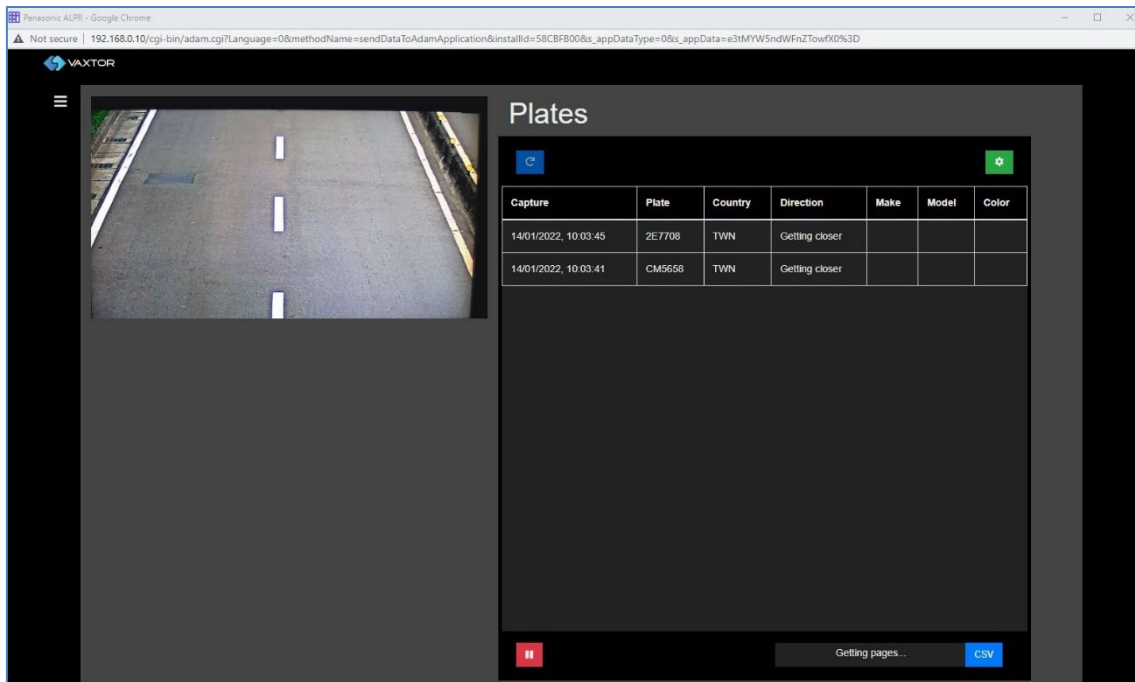 Panasonic ALPR - Google Chrome
Not secure | 192.168.0.10/cgi-bin/adam.cgi?Language=0&methodName=sendDataToAdamApplication&installId=58CBFB00&s_appDataType=0&s_appData=e3tMYW5ndWFnZTowfX0%3D
VAXTOR
Plates
Capture Plate Country Direction Make Model Color
14/01/2022, 10:03:45 2E7708 TWN Getting closer
14/01/2022, 10:03:41 CM5658 TWN Getting closer
Getting pages... CSV